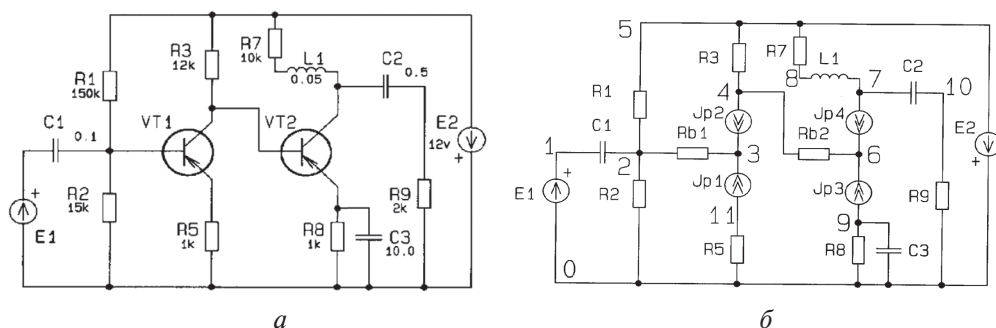 R1
150k
R3
12k
R7
10k
L1
0.05
C2
0.5
C1
0.1
VT1
VT2
E2
12v
+
R2
15k
+
E1
R5
1k
R8
1k
C3
10.0
R9
2k
а
5
R3
R7
8
L1
7
C2
10
R1
4
Jp2
Jp4
E2
+
C1
1
2
Rb1
3
Rb2
6
+
E1
R2
Jp1
Jp3
R9
11
9
R5
R8
C3
0
б